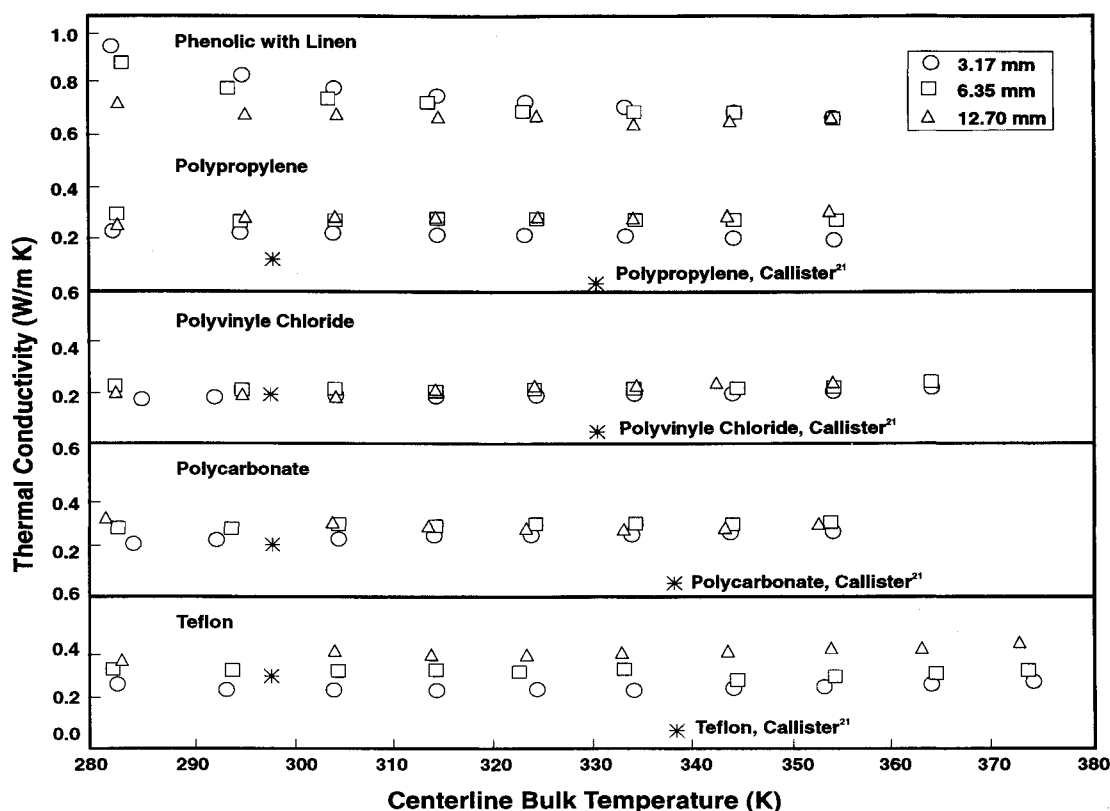 1.0
Phenolic with Linen
3.17 mm
0.8
6.35 mm
12.70 mm
0.6
Polypropylene
0.4
0.2
Polypropylene, Callister²¹
0.6
Polyvinyle Chloride
0.4
0.2
Polyvinyle Chloride, Callister²¹
0.6
Polycarbonate
0.4
0.2
Polycarbonate, Callister²¹
0.6
Teflon
0.4
0.2
Teflon, Callister²¹
0.0
Thermal Conductivity (W/m K)
280 290 300 310 320 330 340 350 360 370 380
Centerline Bulk Temperature (K)